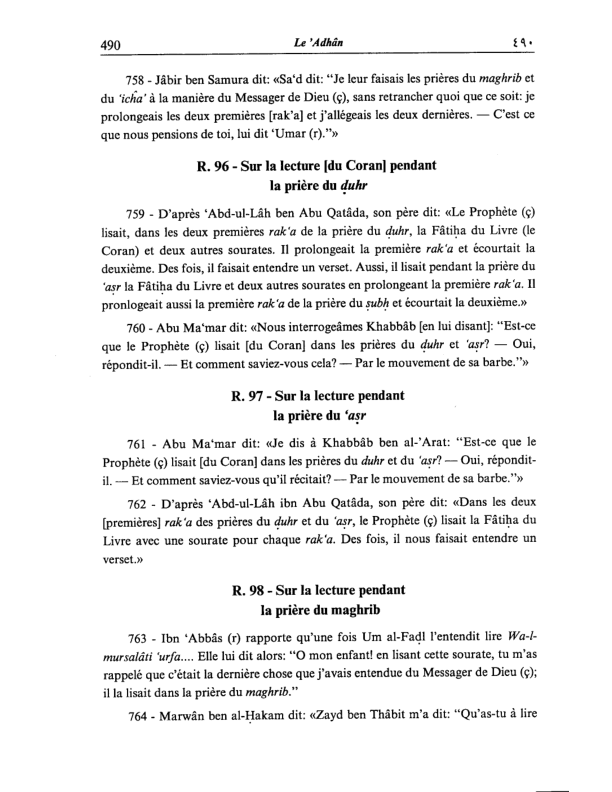 490 Le 'Adhân ٤٩٠
758 - Jâbir ben Samura dit: «Sa‘d dit: “Je leur faisais les prières du maghrib et
du ‘icha’ à la manière du Messager de Dieu (ç), sans retrancher quoi que ce soit: je
prolongeais les deux premières [rak‘a] et j’allégeais les deux dernières. — C’est ce
que nous pensions de toi, lui dit ‘Umar (r).”»
R. 96 - Sur la lecture [du Coran] pendant
la prière du ḍuhr
759 - D’après ‘Abd-ul-Lâh ben Abu Qatâda, son père dit: «Le Prophète (ç)
lisait, dans les deux premières rak‘a de la prière du ḍuhr, la Fâtiḥa du Livre (le
Coran) et deux autres sourates. Il prolongeait la première rak‘a et écourtait la
deuxième. Des fois, il faisait entendre un verset. Aussi, il lisait pendant la prière du
‘aṣr la Fâtiḥa du Livre et deux autres sourates en prolongeant la première rak‘a. Il
pronlogeait aussi la première rak‘a de la prière du ṣubḥ et écourtait la deuxième.»
760 - Abu Ma‘mar dit: «Nous interrogeâmes Khabbâb [en lui disant]: “Est-ce
que le Prophète (ç) lisait [du Coran] dans les prières du ḍuhr et ‘aṣr? — Oui,
répondit-il. — Et comment saviez-vous cela? — Par le mouvement de sa barbe.”»
R. 97 - Sur la lecture pendant
la prière du ‘aṣr
761 - Abu Ma‘mar dit: «Je dis à Khabbâb ben al-’Arat: “Est-ce que le
Prophète (ç) lisait [du Coran] dans les prières du duhr et du ‘aṣr? — Oui, répondit-
il. — Et comment saviez-vous qu’il récitait? — Par le mouvement de sa barbe.”»
762 - D’après ‘Abd-ul-Lâh ibn Abu Qatâda, son père dit: «Dans les deux
[premières] rak‘a des prières du ḍuhr et du ‘aṣr, le Prophète (ç) lisait la Fâtiḥa du
Livre avec une sourate pour chaque rak‘a. Des fois, il nous faisait entendre un
verset.»
R. 98 - Sur la lecture pendant
la prière du maghrib
763 - Ibn ‘Abbâs (r) rapporte qu’une fois Um al-Faḍl l’entendit lire Wa-l-
mursalâti ‘urfa.... Elle lui dit alors: “O mon enfant! en lisant cette sourate, tu m’as
rappelé que c’était la dernière chose que j’avais entendue du Messager de Dieu (ç);
il la lisait dans la prière du maghrib.”
764 - Marwân ben al-Ḥakam dit: «Zayd ben Thâbit m’a dit: “Qu’as-tu à lire